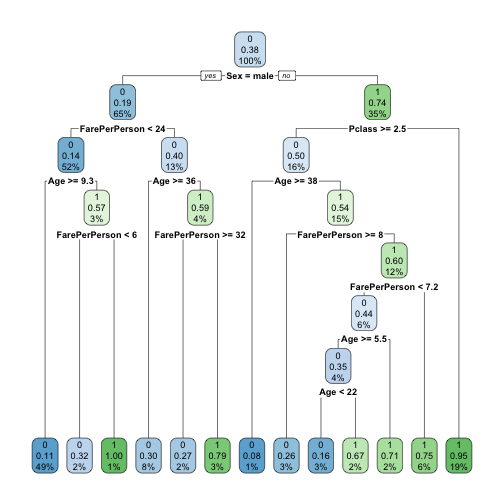 0
0.38
100%
yes Sex = male no
0
0.19
65%
1
0.74
35%
FarePerPerson < 24
Pclass >= 2.5
0
0.14
52%
0
0.40
13%
0
0.50
16%
Age >= 9.3
Age >= 36
Age >= 38
1
0.57
3%
1
0.59
4%
1
0.54
15%
FarePerPerson < 6
FarePerPerson >= 32
FarePerPerson >= 8
1
0.60
12%
FarePerPerson < 7.2
0
0.44
6%
Age >= 5.5
0
0.35
4%
Age < 22
0 0 1 0 0 1 0 0 0 1 1 1 1
0.11 0.32 1.00 0.30 0.27 0.79 0.08 0.26 0.16 0.67 0.71 0.75 0.95
49% 2% 1% 8% 2% 3% 1% 3% 3% 2% 2% 6% 19%